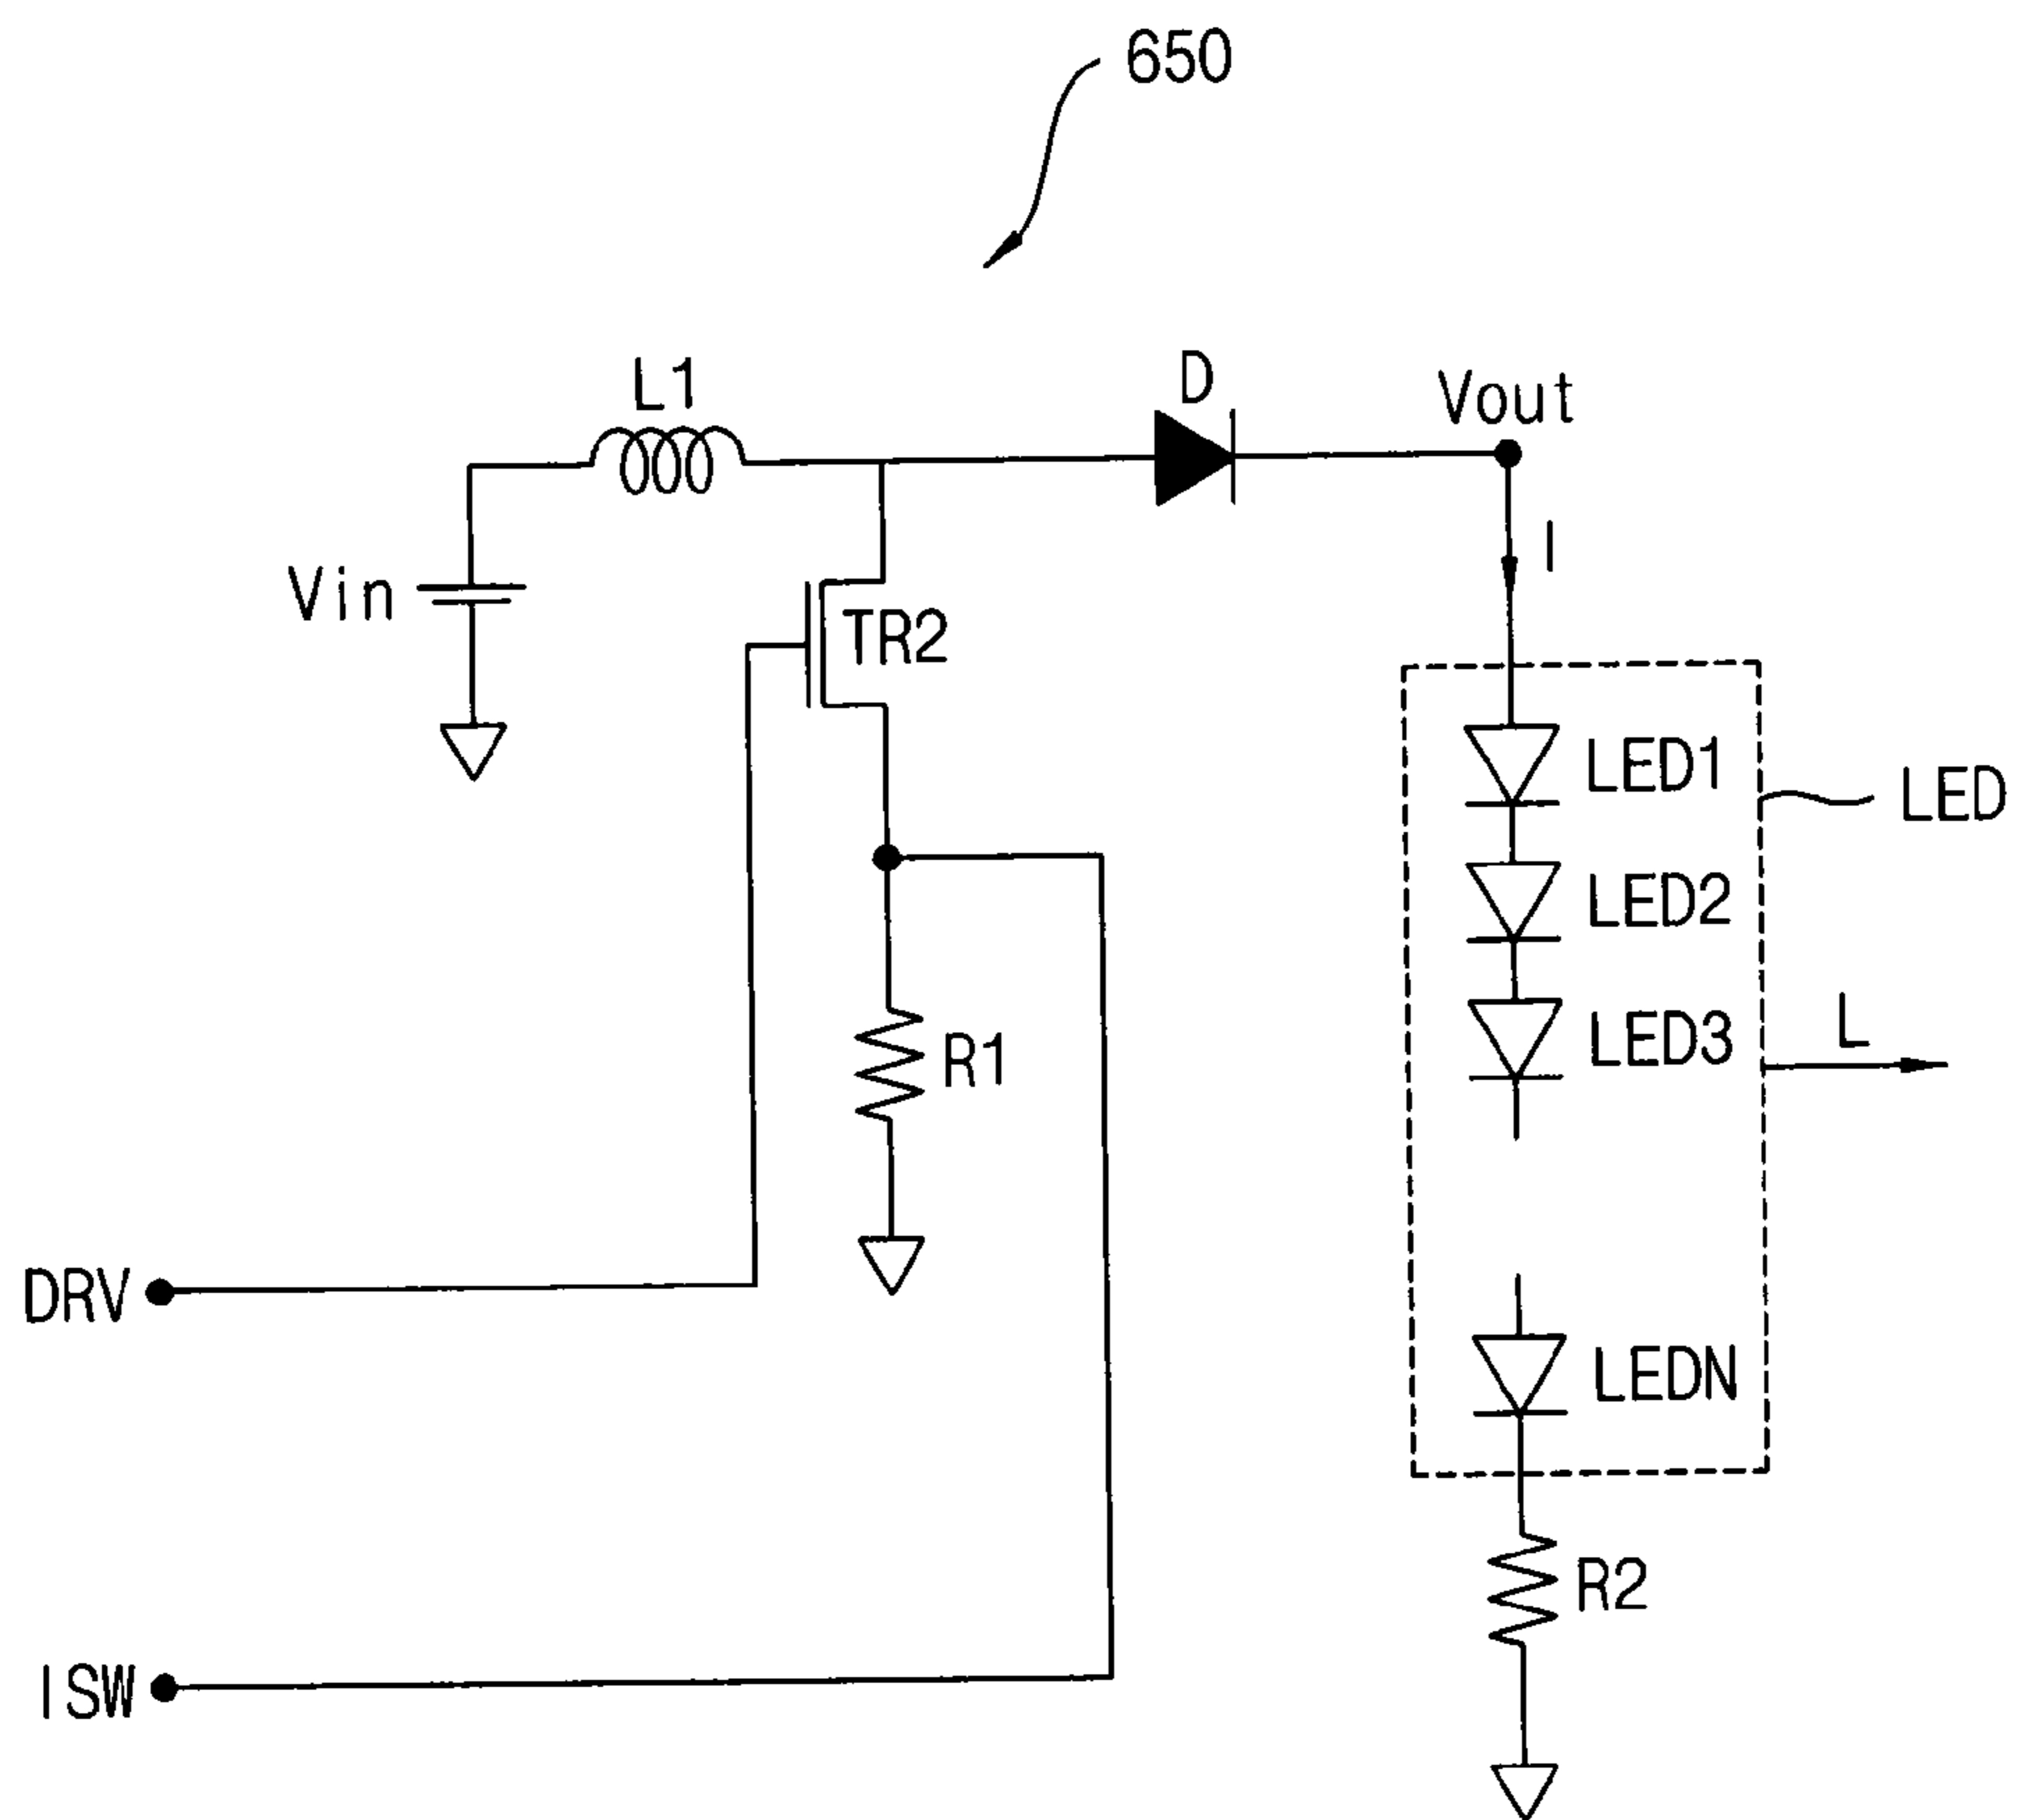 650
L1
D
Vout
I
Vin
TR2
LED1
LED
LED2
LED3
L
R1
DRV
LEDN
R2
ISW